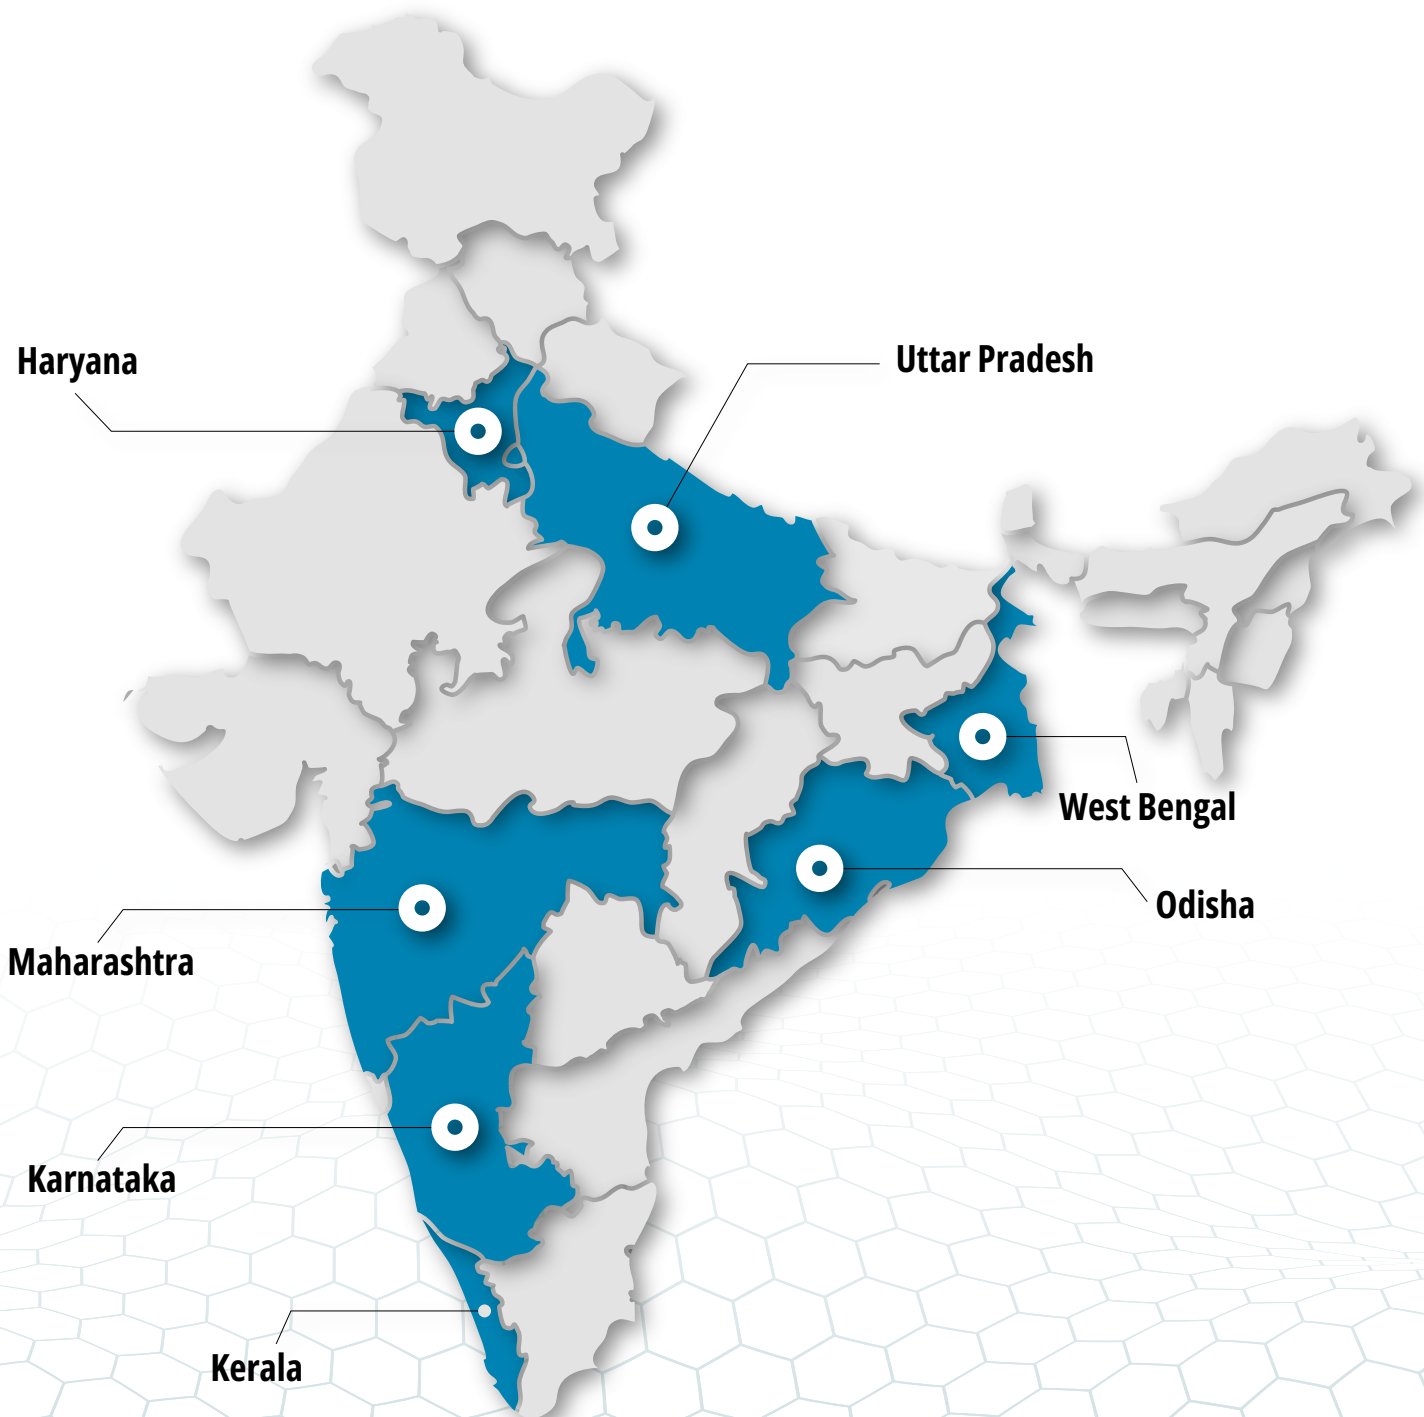 Haryana
Uttar Pradesh
West Bengal
Odisha
Maharashtra
Karnataka
Kerala